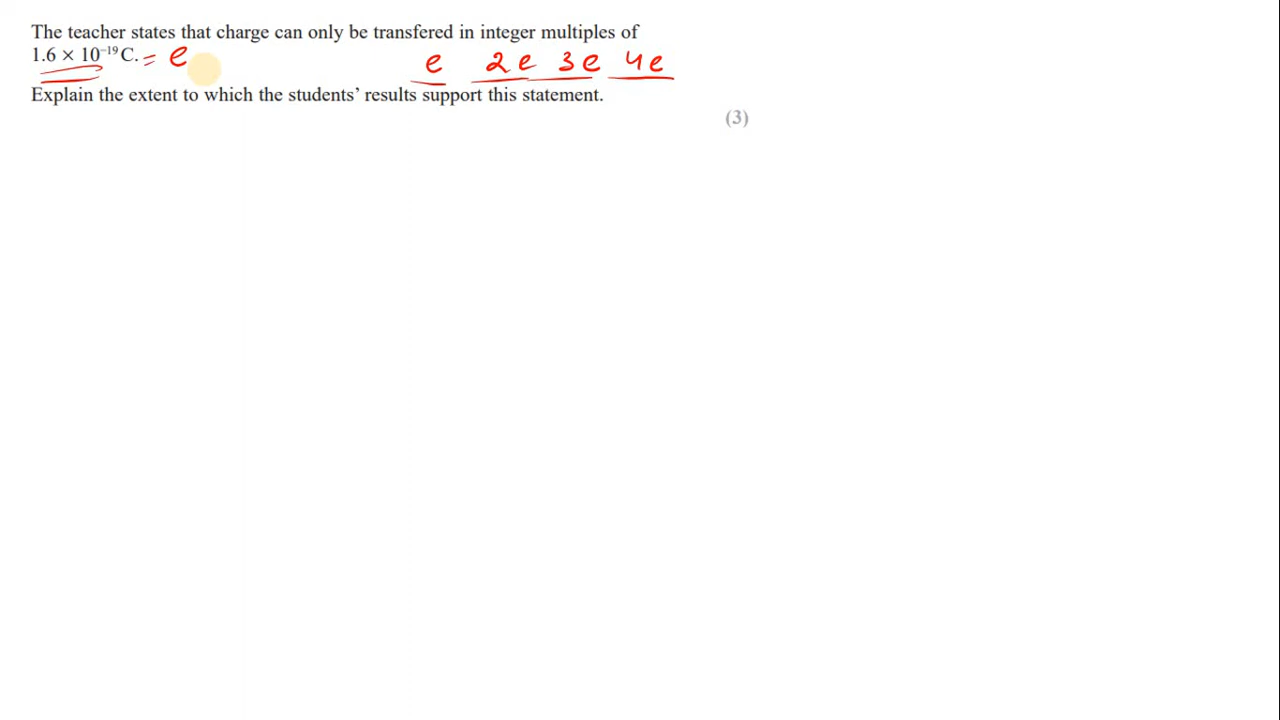 The teacher states that charge can only be transfered in integer multiples of
1.6 × 10⁻¹⁹ C. = e
e 2e 3e 4e
Explain the extent to which the students’ results support this statement.
(3)